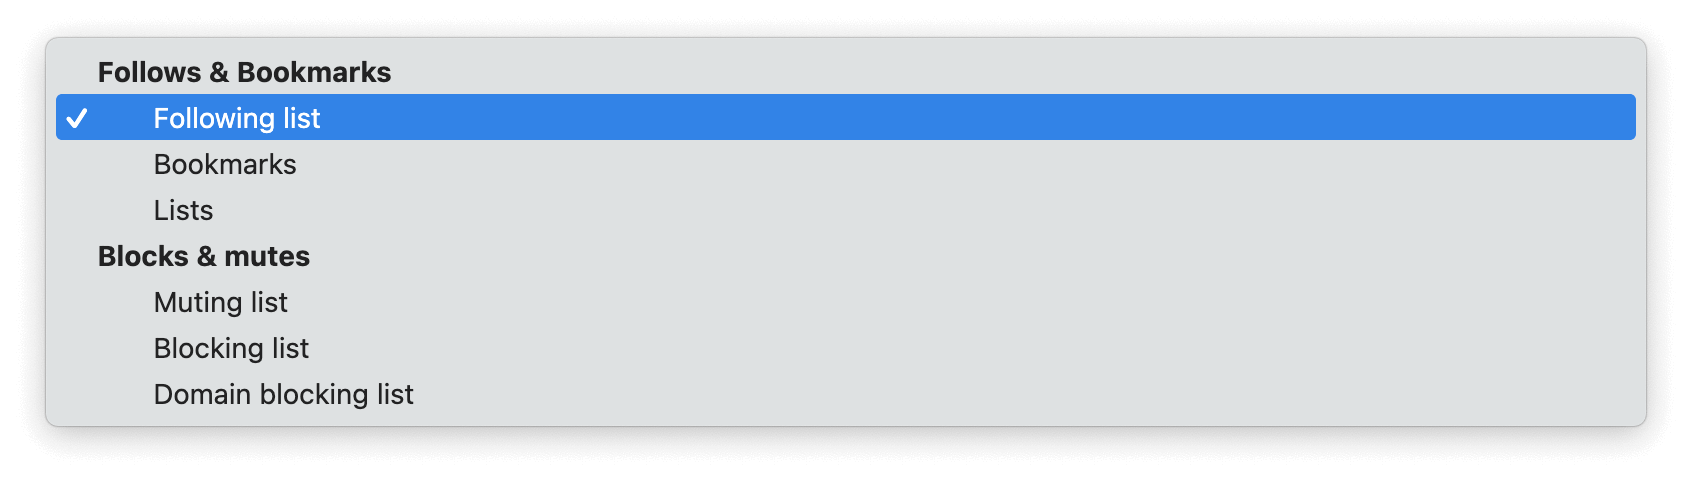 Follows & Bookmarks
Following list
Bookmarks
Lists
Blocks & mutes
Muting list
Blocking list
Domain blocking list